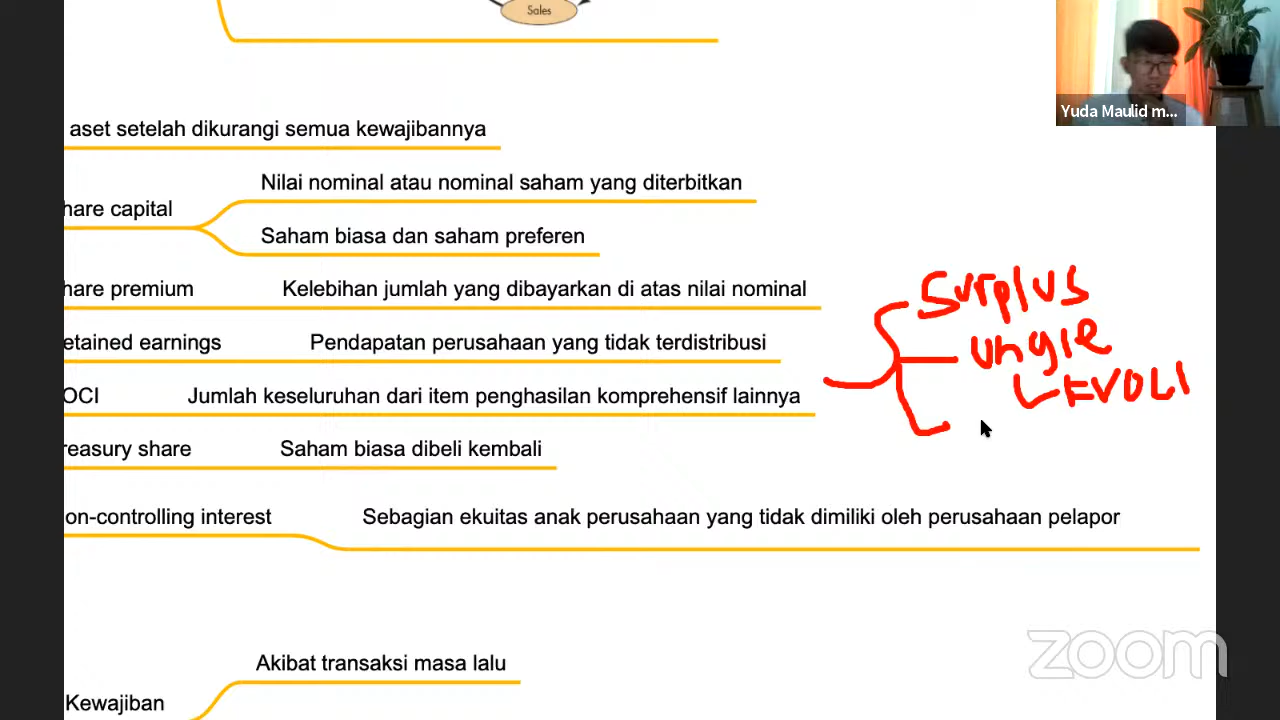 Sales
Yuda Maulid m...
aset setelah dikurangi semua kewajibannya
Nilai nominal atau nominal saham yang diterbitkan
hare capital
Saham biasa dan saham preferen
hare premium Kelebihan jumlah yang dibayarkan di atas nilai nominal
Surplus
etained earnings Pendapatan perusahaan yang tidak terdistribusi
ungle
OCI Jumlah keseluruhan dari item penghasilan komprehensif lainnya
FVOCI
reasury share Saham biasa dibeli kembali
on-controlling interest Sebagian ekuitas anak perusahaan yang tidak dimiliki oleh perusahaan pelapor
zoom
Akibat transaksi masa lalu
Kewajiban